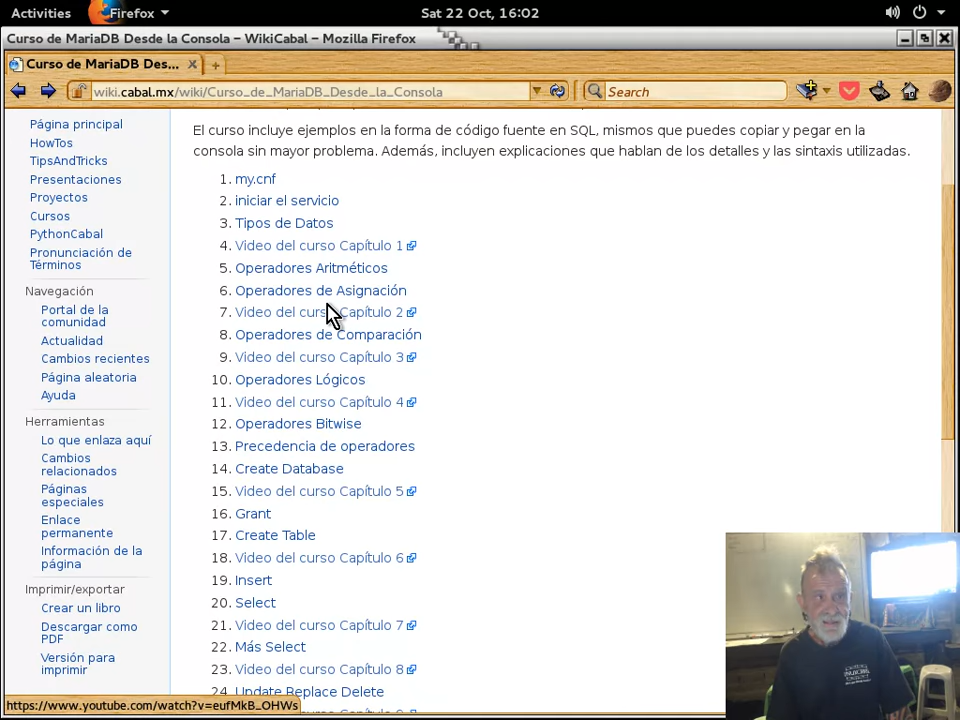 Activities
Firefox
Sat 22 Oct, 16:02
Curso de MariaDB Desde la Consola – WikiCabal – Mozilla Firefox
Curso de MariaDB Des...
wiki.cabal.mx/wiki/Curso_de_MariaDB_Desde_la_Consola
Search
Página principal
HowTos
TipsAndTricks
Presentaciones
Proyectos
Cursos
PythonCabal
Pronunciación de
Términos
Navegación
Portal de la
comunidad
Actualidad
Cambios recientes
Página aleatoria
Ayuda
Herramientas
Lo que enlaza aquí
Cambios
relacionados
Páginas
especiales
Enlace
permanente
Información de la
página
Imprimir/exportar
Crear un libro
Descargar como
PDF
Versión para
imprimir
El curso incluye ejemplos en la forma de código fuente en SQL, mismos que puedes copiar y pegar en la
consola sin mayor problema. Además, incluyen explicaciones que hablan de los detalles y las sintaxis utilizadas.
1. my.cnf
2. iniciar el servicio
3. Tipos de Datos
4. Video del curso Capítulo 1
5. Operadores Aritméticos
6. Operadores de Asignación
7. Video del curso Capítulo 2
8. Operadores de Comparación
9. Video del curso Capítulo 3
10. Operadores Lógicos
11. Video del curso Capítulo 4
12. Operadores Bitwise
13. Precedencia de operadores
14. Create Database
15. Video del curso Capítulo 5
16. Grant
17. Create Table
18. Video del curso Capítulo 6
19. Insert
20. Select
21. Video del curso Capítulo 7
22. Más Select
23. Video del curso Capítulo 8
24. Update Replace Delete
https://www.youtube.com/watch?v=eufMkB_OHWs